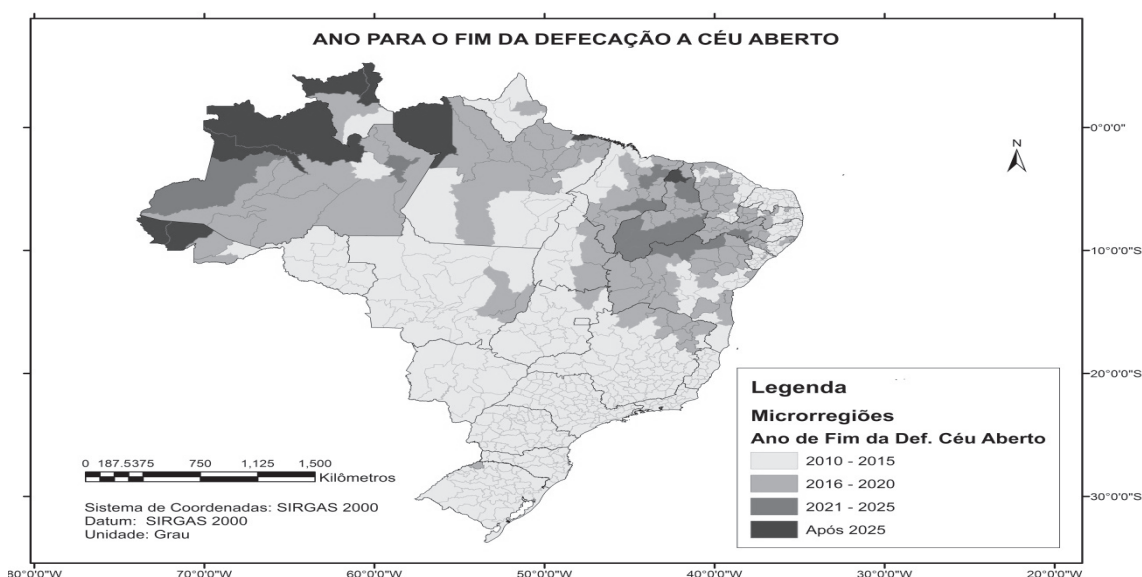 ANO PARA O FIM DA DEFECAÇÃO A CÉU ABERTO
0°0'0"
N
10°0'0"S
20°0'0"S
30°0'0"S
Legenda
Microrregiões
Ano de Fim da Def. Céu Aberto
2010 - 2015
2016 - 2020
2021 - 2025
Após 2025
0 187.5375 750 1,125 1,500
Kilômetros
Sistema de Coordenadas: SIRGAS 2000
Datum: SIRGAS 2000
Unidade: Grau
80°0'0"W 70°0'0"W 60°0'0"W 50°0'0"W 40°0'0"W 30°0'0"W 20°0'0"W